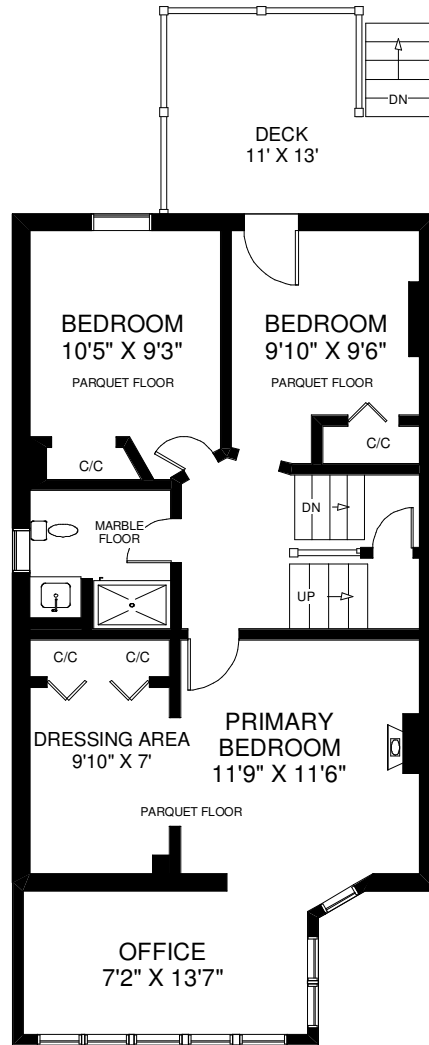 DN
DECK
11' X 13'
BEDROOM
10'5" X 9'3"
PARQUET FLOOR
BEDROOM
9'10" X 9'6"
PARQUET FLOOR
C/C
C/C
MARBLE
FLOOR
DN
UP
C/C
C/C
DRESSING AREA
9'10" X 7'
PRIMARY
BEDROOM
11'9" X 11'6"
PARQUET FLOOR
OFFICE
7'2" X 13'7"